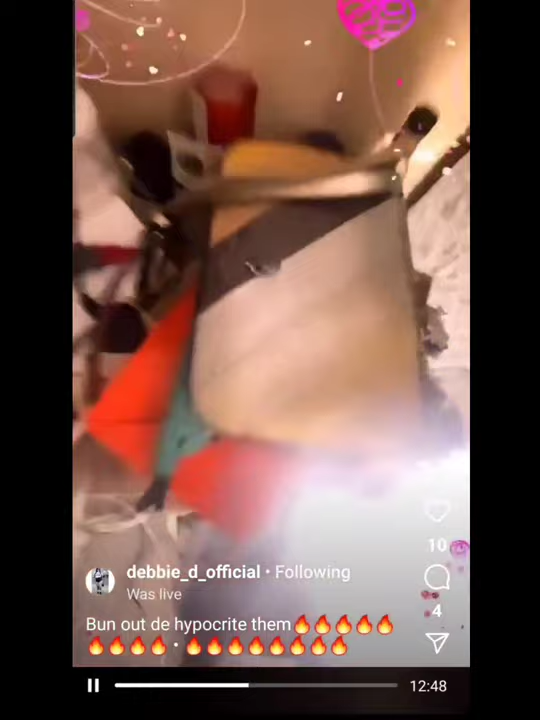 10
debbie_d_official • Following
Was live
4
Bun out de hypocrite them🔥🔥🔥🔥🔥
🔥🔥🔥🔥 • 🔥🔥🔥🔥🔥🔥🔥🔥
12:48